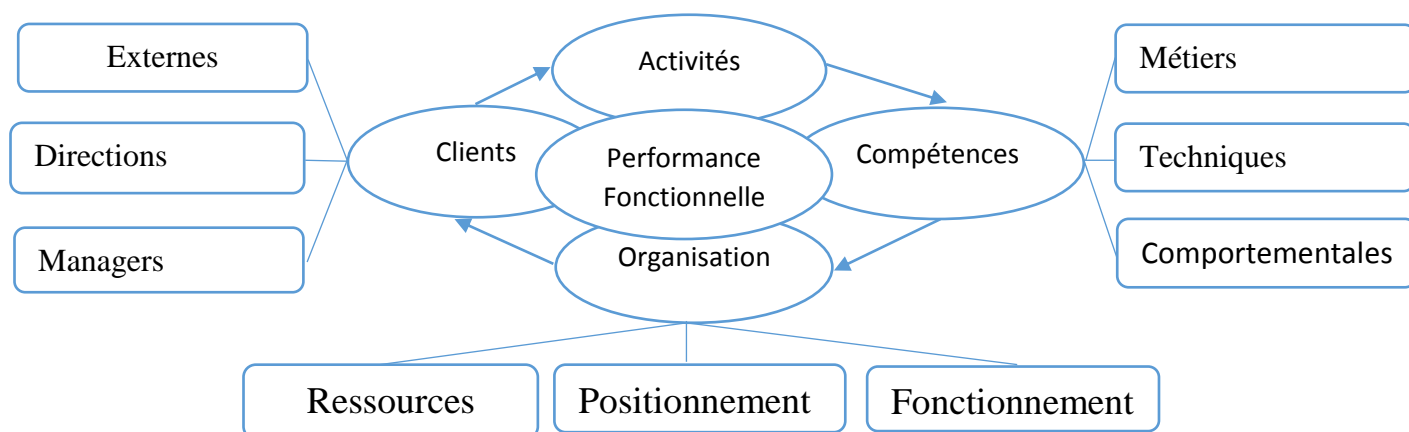 Externes
Directions
Managers
Activités
Clients
Performance
Fonctionnelle
Compétences
Organisation
Métiers
Techniques
Comportementales
Ressources
Positionnement
Fonctionnement